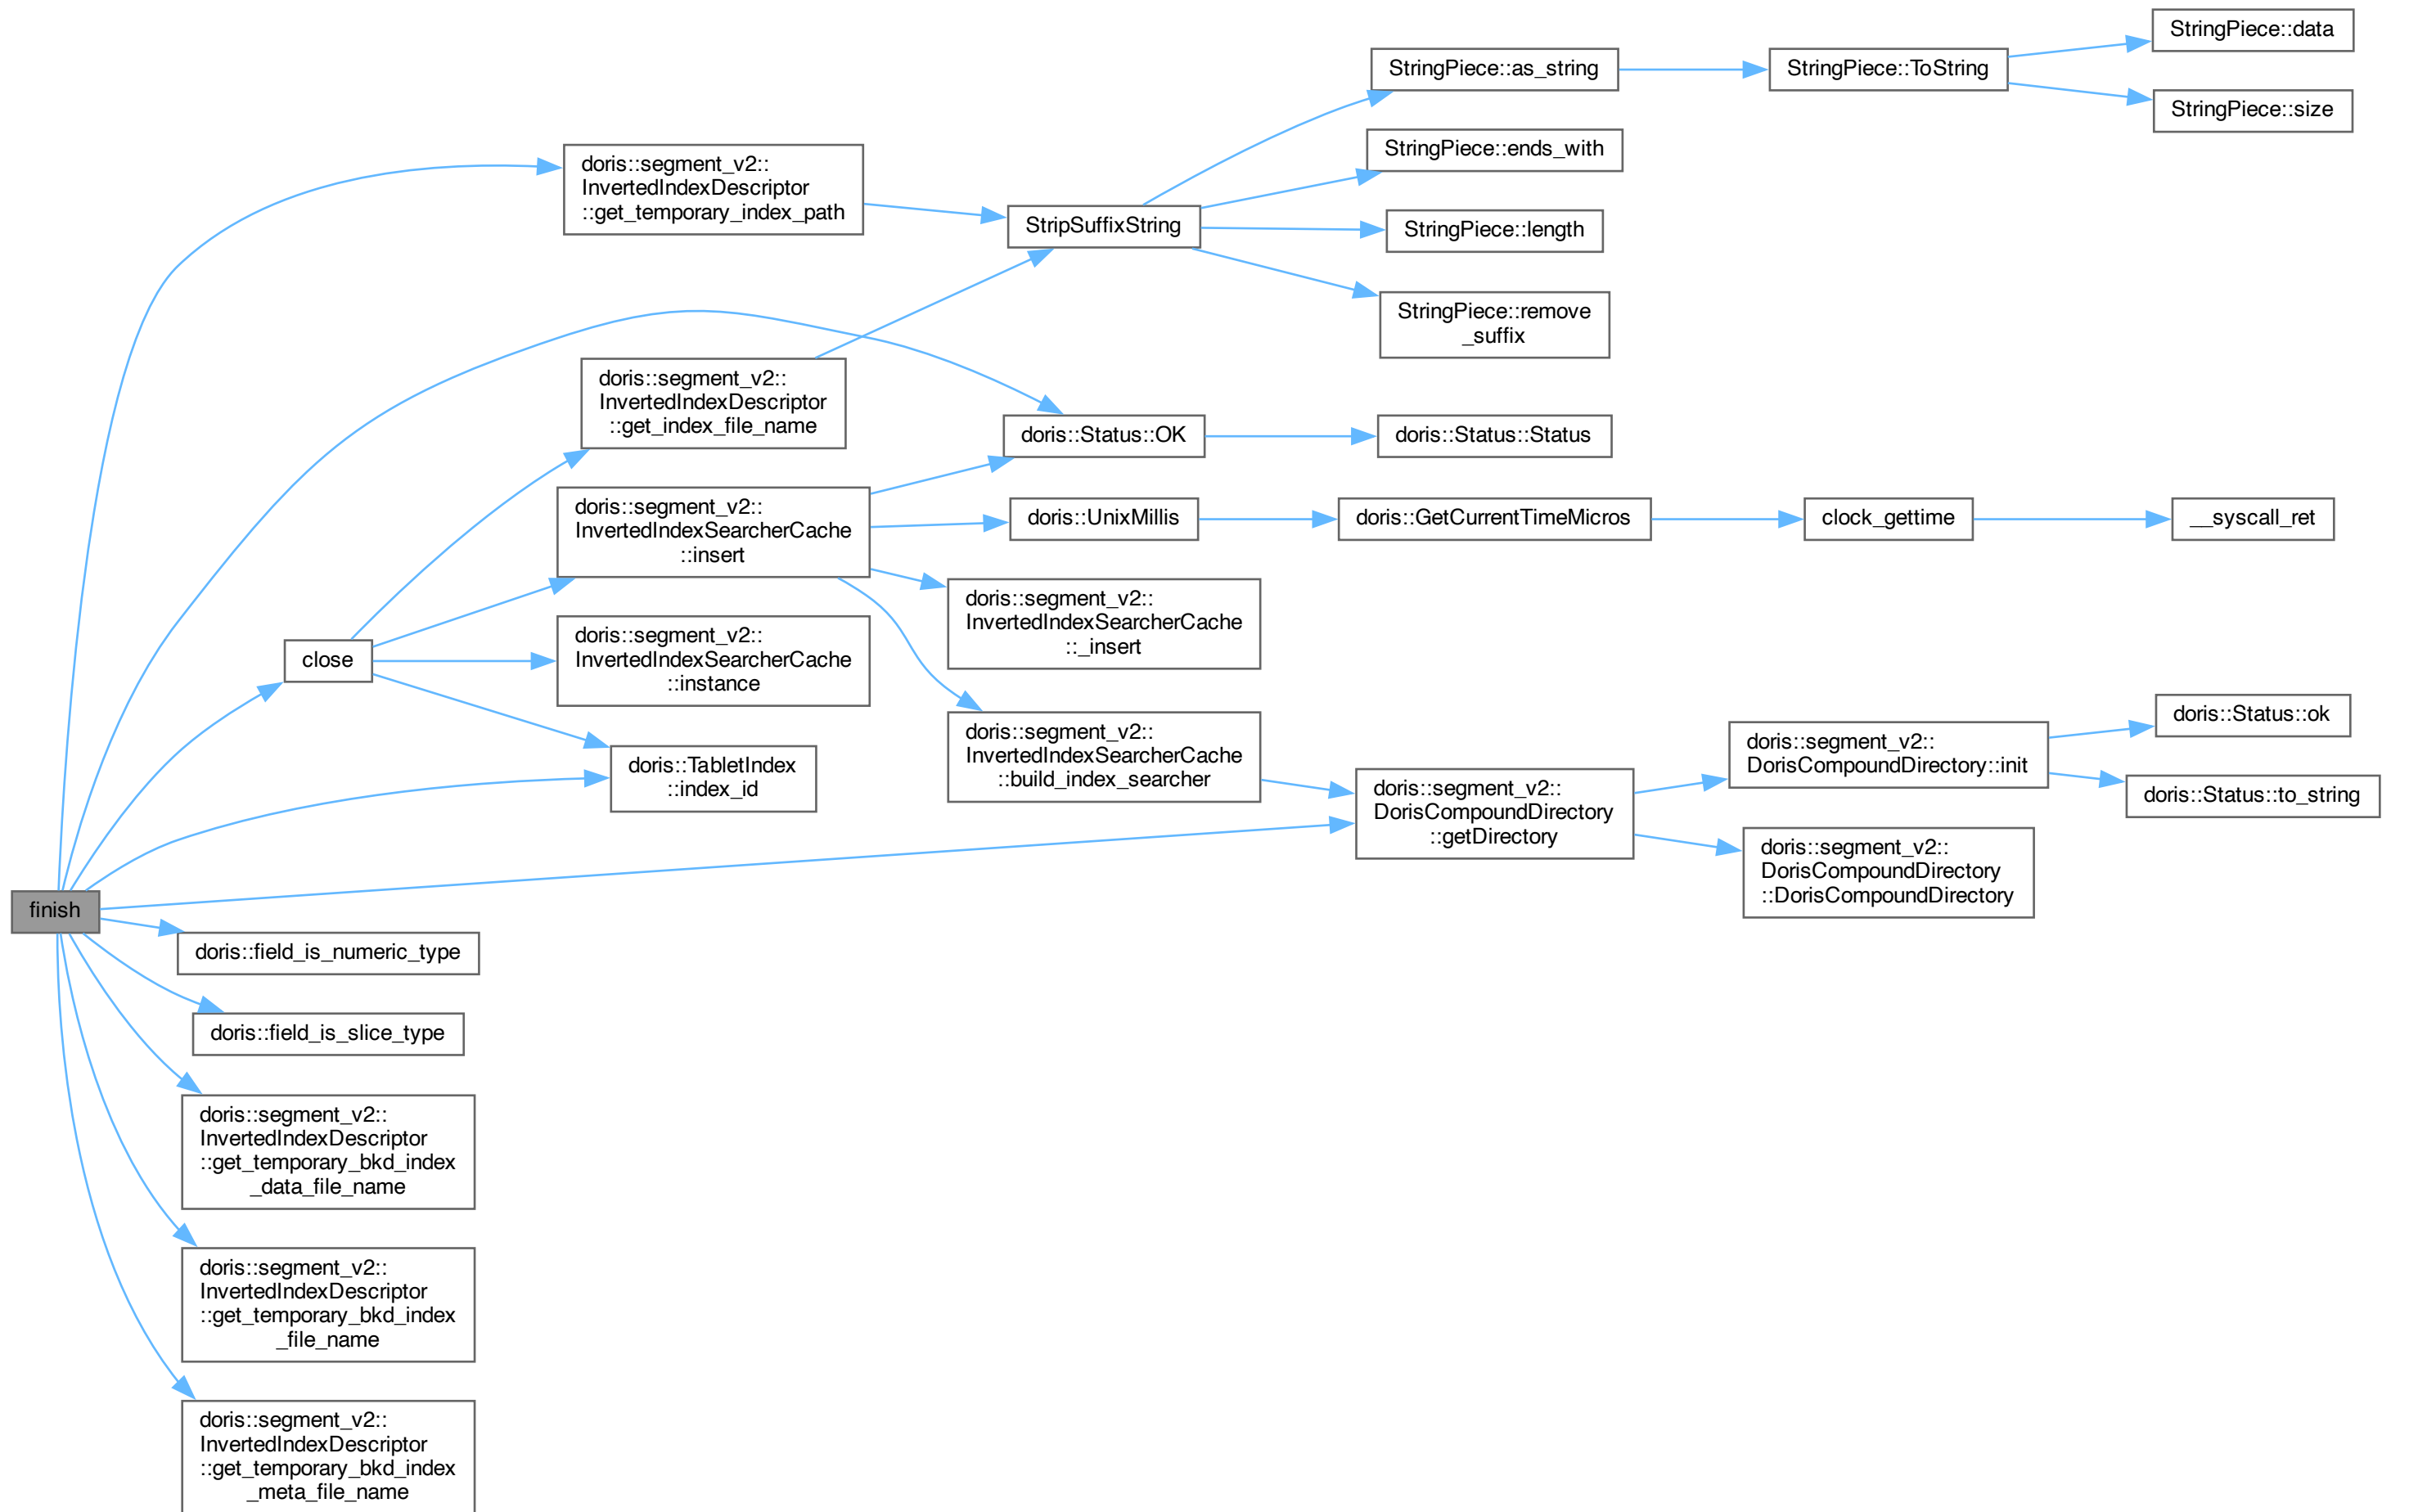 finish
doris::segment_v2::
InvertedIndexDescriptor
::get_temporary_index_path
StripSuffixString
StringPiece::as_string
StringPiece::ToString
StringPiece::data
StringPiece::size
StringPiece::ends_with
StringPiece::length
StringPiece::remove
_suffix
close
doris::segment_v2::
InvertedIndexDescriptor
::get_index_file_name
doris::segment_v2::
InvertedIndexSearcherCache
::insert
doris::Status::OK
doris::Status::Status
doris::UnixMillis
doris::GetCurrentTimeMicros
clock_gettime
__syscall_ret
doris::segment_v2::
InvertedIndexSearcherCache
::_insert
doris::segment_v2::
InvertedIndexSearcherCache
::build_index_searcher
doris::segment_v2::
InvertedIndexSearcherCache
::instance
doris::TabletIndex
::index_id
doris::segment_v2::
DorisCompoundDirectory
::getDirectory
doris::segment_v2::
DorisCompoundDirectory::init
doris::Status::ok
doris::Status::to_string
doris::segment_v2::
DorisCompoundDirectory
::DorisCompoundDirectory
doris::field_is_numeric_type
doris::field_is_slice_type
doris::segment_v2::
InvertedIndexDescriptor
::get_temporary_bkd_index
_data_file_name
doris::segment_v2::
InvertedIndexDescriptor
::get_temporary_bkd_index
_file_name
doris::segment_v2::
InvertedIndexDescriptor
::get_temporary_bkd_index
_meta_file_name